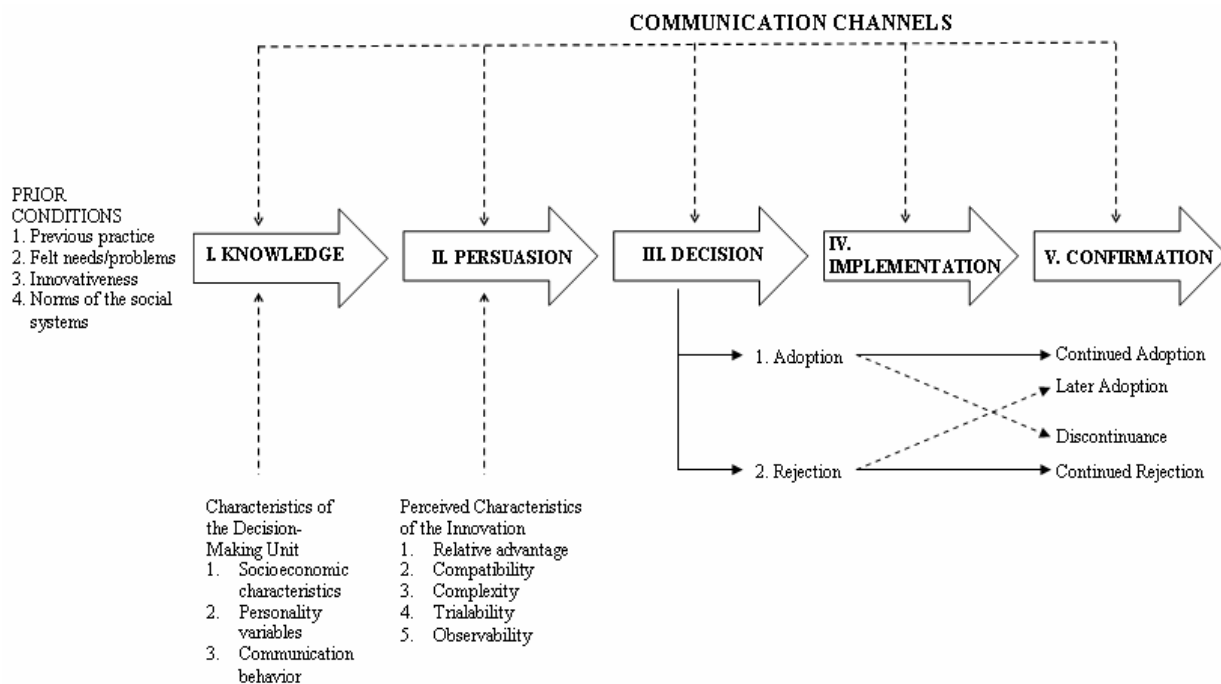 COMMUNICATION CHANNELS
PRIOR
CONDITIONS
1. Previous practice
2. Felt needs/problems
3. Innovativeness
4. Norms of the social
systems
I. KNOWLEDGE
II. PERSUASION
III. DECISION
IV.
IMPLEMENTATION
V. CONFIRMATION
1. Adoption
Continued Adoption
Later Adoption
Discontinuance
2. Rejection
Continued Rejection
Characteristics of
the Decision-
Making Unit
1. Socioeconomic
characteristics
2. Personality
variables
3. Communication
behavior
Perceived Characteristics
of the Innovation
1. Relative advantage
2. Compatibility
3. Complexity
4. Trialability
5. Observability